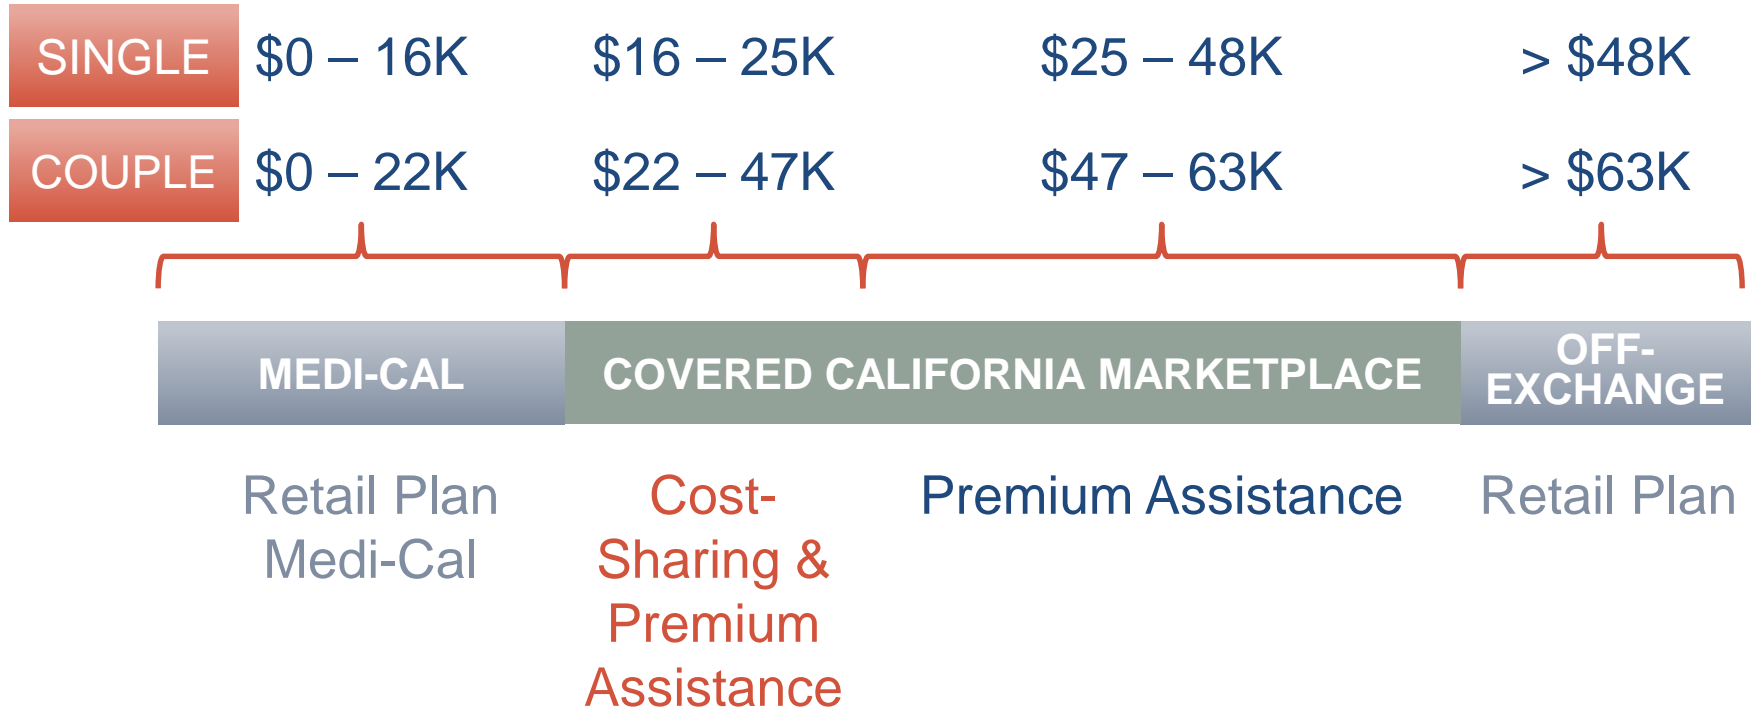 SINGLE $0 – 16K $16 – 25K $25 – 48K > $48K
COUPLE $0 – 22K $22 – 47K $47 – 63K > $63K
MEDI-CAL
COVERED CALIFORNIA MARKETPLACE
OFF-
EXCHANGE
Retail Plan
Medi-Cal
Cost-
Sharing &
Premium
Assistance
Premium Assistance
Retail Plan